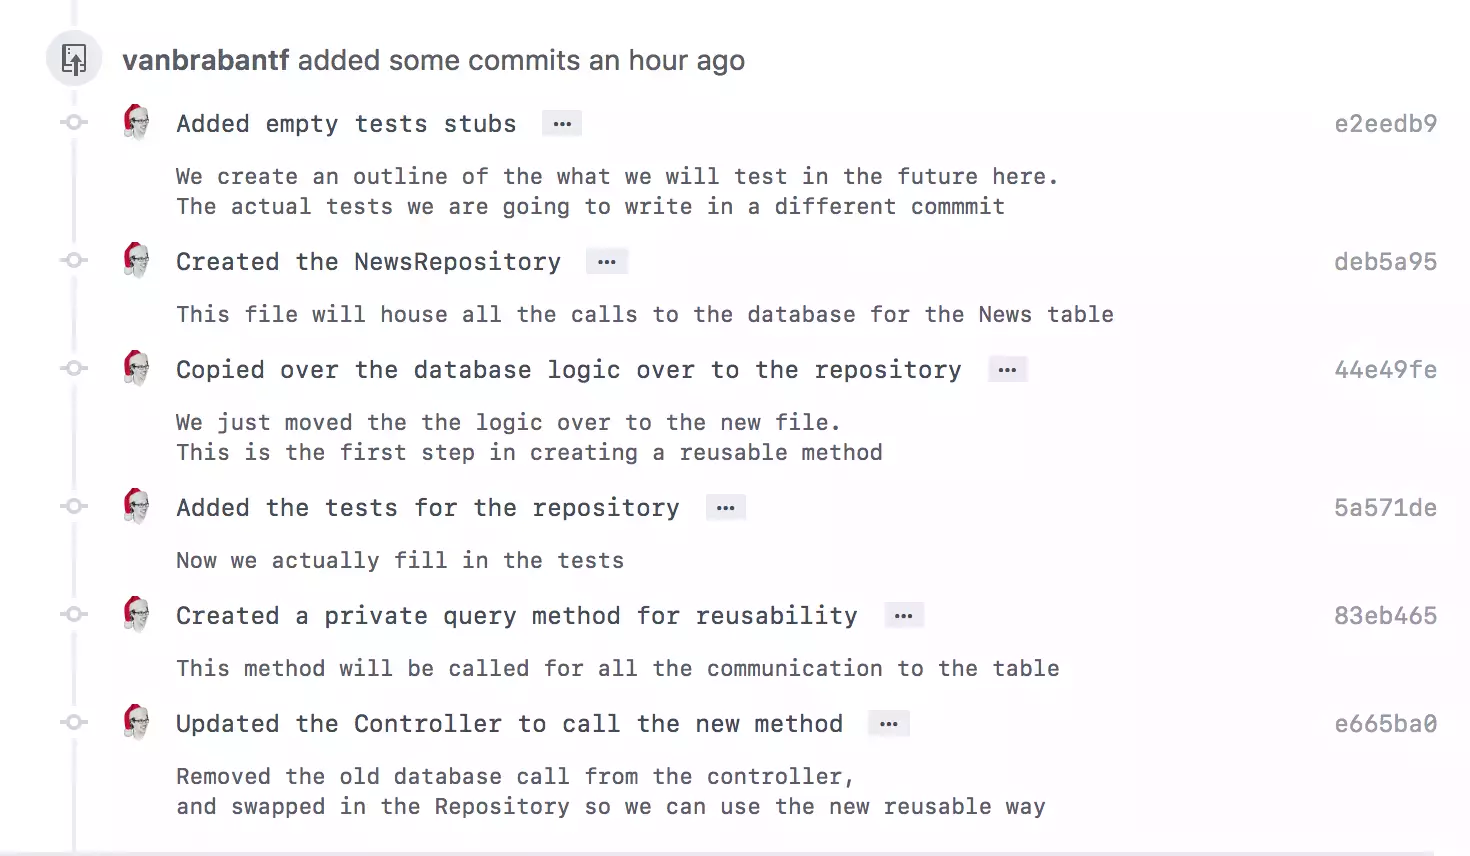 vanbrabantf added some commits an hour ago
Added empty tests stubs ... e2eedb9
We create an outline of the what we will test in the future here.
The actual tests we are going to write in a different commmit
Created the NewsRepository ... deb5a95
This file will house all the calls to the database for the News table
Copied over the database logic over to the repository ... 44e49fe
We just moved the the logic over to the new file.
This is the first step in creating a reusable method
Added the tests for the repository ... 5a571de
Now we actually fill in the tests
Created a private query method for reusability ... 83eb465
This method will be called for all the communication to the table
Updated the Controller to call the new method ... e665ba0
Removed the old database call from the controller,
and swapped in the Repository so we can use the new reusable way